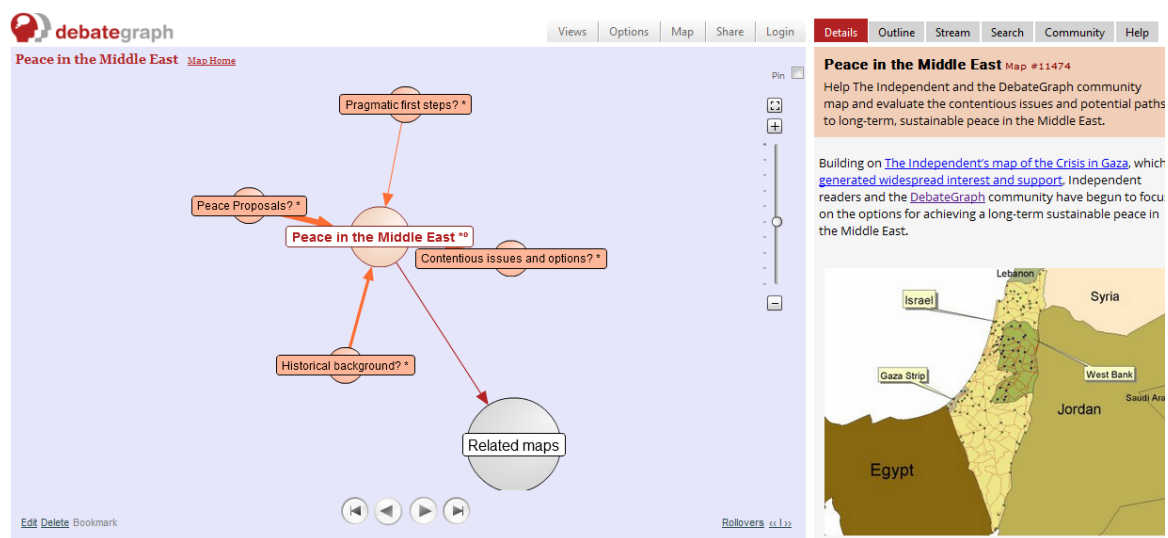 debategraph
Views Options Map Share Login
Details Outline Stream Search Community Help
Peace in the Middle East Map Home
Pin
Pragmatic first steps? *
Peace Proposals? *
Peace in the Middle East *º
Contentious issues and options? *
Historical background? *
Related maps
Edit Delete Bookmark
Rollovers << | >>
Peace in the Middle East Map #11474
Help The Independent and the DebateGraph community
map and evaluate the contentious issues and potential paths
to long-term, sustainable peace in the Middle East.
Building on The Independent's map of the Crisis in Gaza, which
generated widespread interest and support, Independent
readers and the DebateGraph community have begun to focus
on the options for achieving a long-term sustainable peace in
the Middle East.
Lebanon
Israel
Syria
Gaza Strip
West Bank
Saudi Ara
Jordan
Egypt